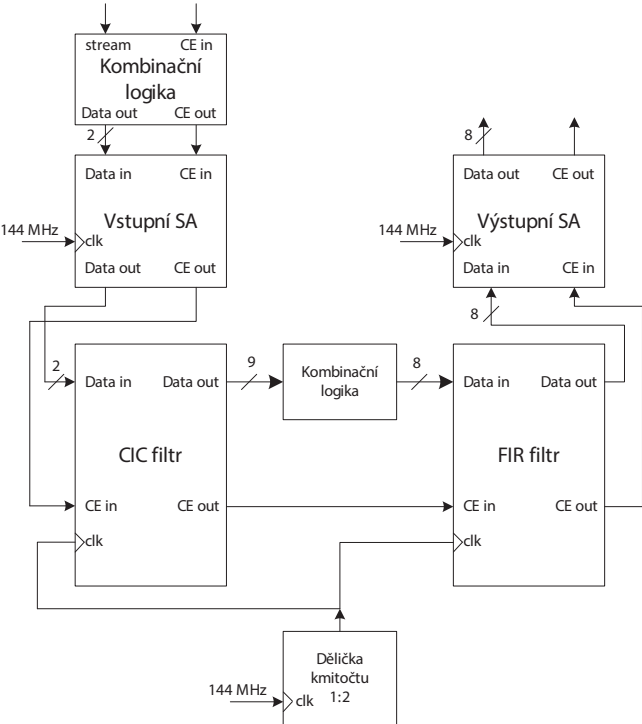 stream CE in
Kombinační
logika
Data out CE out
2
8
Data in CE in
Data out CE out
Vstupní SA
Výstupní SA
144 MHz
clk
144 MHz
clk
Data out CE out
Data in CE in
8
2
Data in Data out
9
Kombinační
logika
8
Data in Data out
CIC filtr
FIR filtr
CE in CE out
CE in CE out
clk
clk
Dělička
kmitočtu
1:2
144 MHz
clk